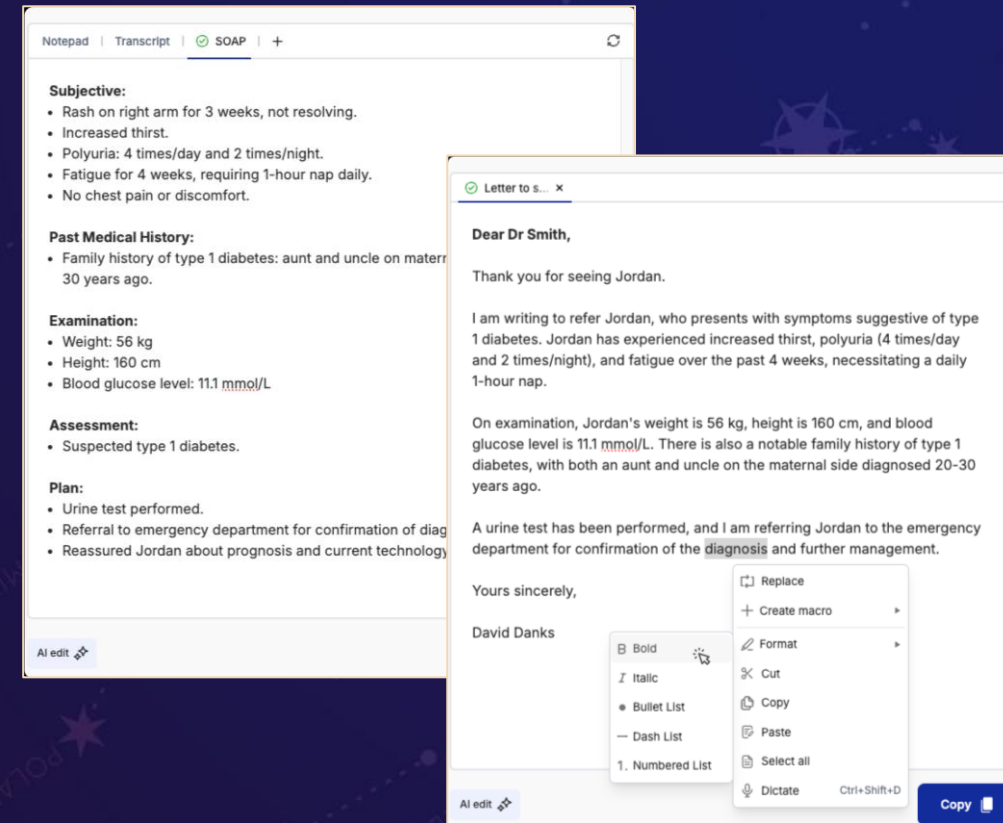 Notepad | Transcript | SOAP | +
Subjective:
• Rash on right arm for 3 weeks, not resolving.
• Increased thirst.
• Polyuria: 4 times/day and 2 times/night.
• Fatigue for 4 weeks, requiring 1-hour nap daily.
• No chest pain or discomfort.
Past Medical History:
• Family history of type 1 diabetes: aunt and uncle on matern
30 years ago.
Examination:
• Weight: 56 kg
• Height: 160 cm
• Blood glucose level: 11.1 mmol/L
Assessment:
• Suspected type 1 diabetes.
Plan:
• Urine test performed.
• Referral to emergency department for confirmation of diag
• Reassured Jordan about prognosis and current technology
AI edit
Letter to s... ×
Dear Dr Smith,
Thank you for seeing Jordan.
I am writing to refer Jordan, who presents with symptoms suggestive of type
1 diabetes. Jordan has experienced increased thirst, polyuria (4 times/day
and 2 times/night), and fatigue over the past 4 weeks, necessitating a daily
1-hour nap.
On examination, Jordan's weight is 56 kg, height is 160 cm, and blood
glucose level is 11.1 mmol/L. There is also a notable family history of type 1
diabetes, with both an aunt and uncle on the maternal side diagnosed 20-30
years ago.
A urine test has been performed, and I am referring Jordan to the emergency
department for confirmation of the diagnosis and further management.
Yours sincerely,
David Danks
B Bold
I Italic
• Bullet List
— Dash List
1. Numbered List
Replace
+ Create macro
Format
Cut
Copy
Paste
Select all
Dictate Ctrl+Shift+D
AI edit
Copy